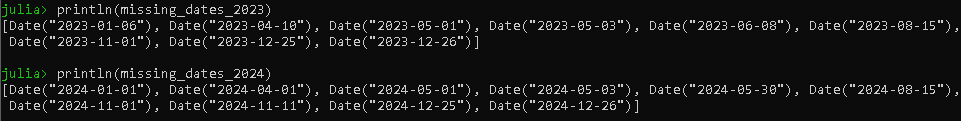 julia> println(missing_dates_2023)
[Date("2023-01-06"), Date("2023-04-10"), Date("2023-05-01"), Date("2023-05-03"), Date("2023-06-08"), Date("2023-08-15"),
 Date("2023-11-01"), Date("2023-12-25"), Date("2023-12-26")]
julia> println(missing_dates_2024)
[Date("2024-01-01"), Date("2024-04-01"), Date("2024-05-01"), Date("2024-05-03"), Date("2024-05-30"), Date("2024-08-15"),
 Date("2024-11-01"), Date("2024-11-11"), Date("2024-12-25"), Date("2024-12-26")]